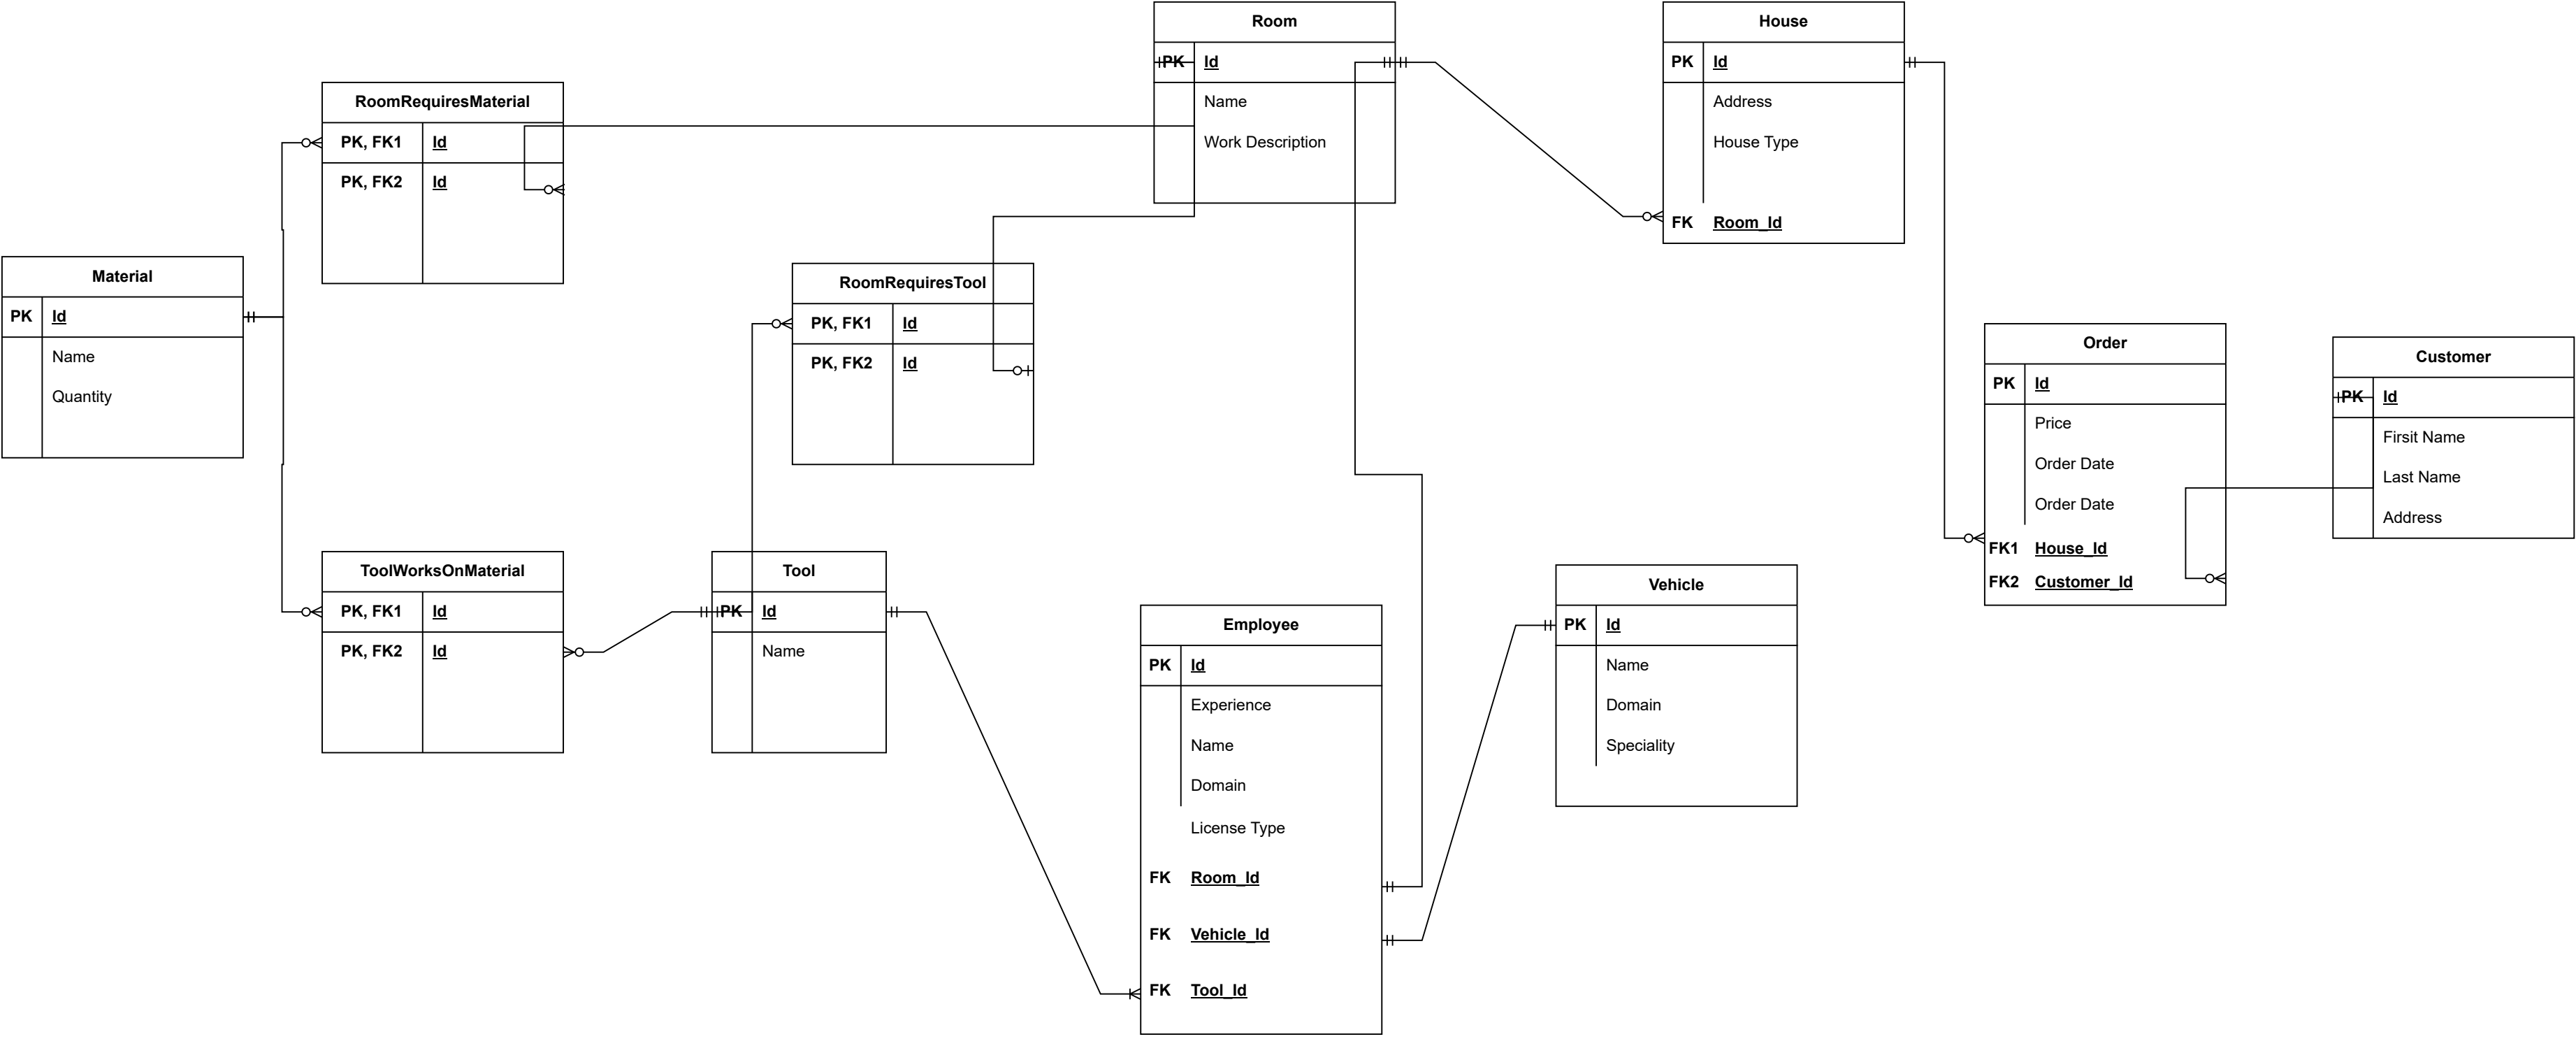 Room
PK Id
Name
Work Description
House
PK Id
Address
House Type
FK Room_Id
RoomRequiresMaterial
PK, FK1 Id
PK, FK2 Id
Material
PK Id
Name
Quantity
RoomRequiresTool
PK, FK1 Id
PK, FK2 Id
Order
PK Id
Price
Order Date
Order Date
FK1 House_Id
FK2 Customer_Id
Customer
PK Id
Firsit Name
Last Name
Address
ToolWorksOnMaterial
PK, FK1 Id
PK, FK2 Id
Tool
PK Id
Name
Employee
PK Id
Experience
Name
Domain
License Type
FK Room_Id
FK Vehicle_Id
FK Tool_Id
Vehicle
PK Id
Name
Domain
Speciality